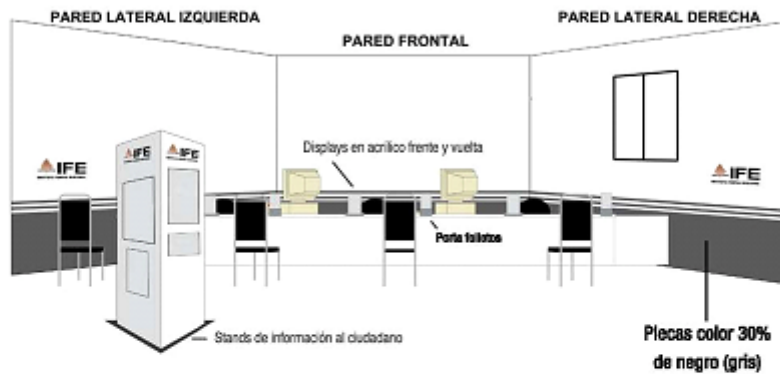 PARED LATERAL IZQUIERDA
PARED LATERAL DERECHA
PARED FRONTAL
Displays en acrílico frente y vuelta
IFE
IFE
IFE
IFE
Porta folletos
Stands de información al ciudadano
Plecas color 30%
de negro (gris)